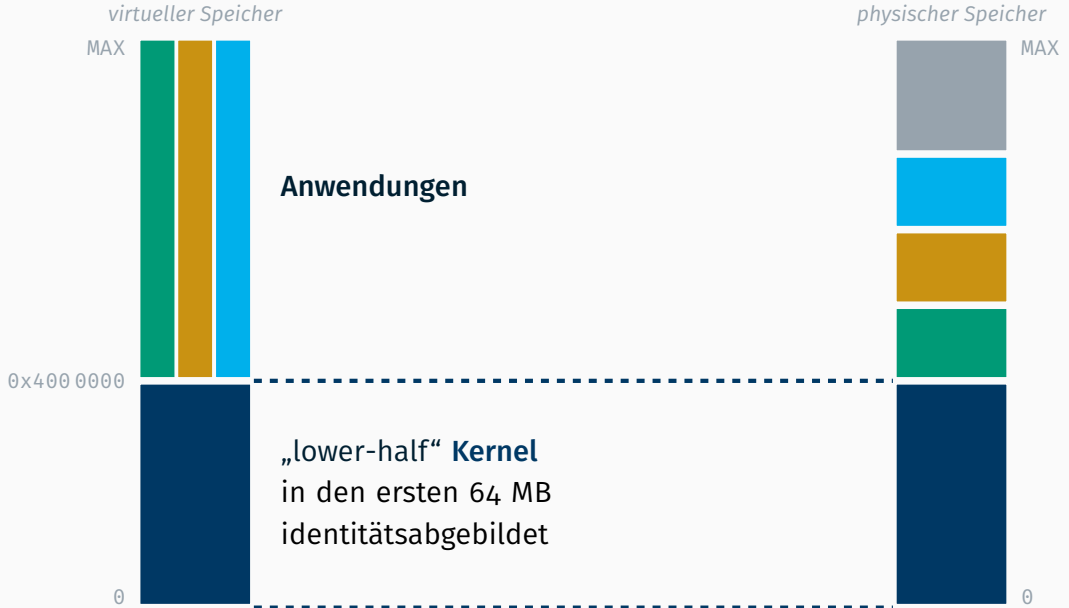 virtueller Speicher
physischer Speicher
MAX
MAX
Anwendungen
0x400 0000
„lower-half“ Kernel
in den ersten 64 MB
identitätsabgebildet
0
0